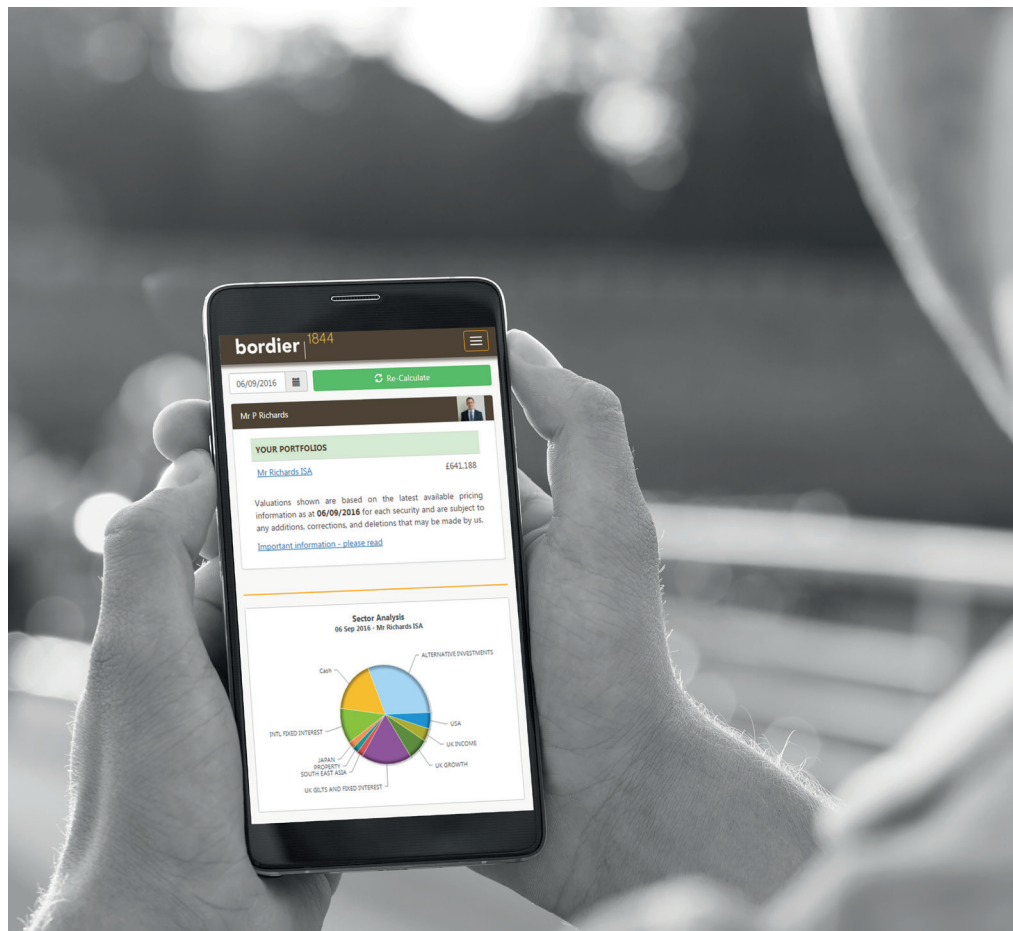 bordier 1844
06/09/2016 Re-Calculate
Mr P Richards
YOUR PORTFOLIOS
Mr Richards ISA £641,188
Valuations shown are based on the latest available pricing
information as at 06/09/2016 for each security and are subject to
any additions, corrections, and deletions that may be made by us.
Important information - please read
Sector Analysis
06 Sep 2016 - Mr Richards ISA
ALTERNATIVE INVESTMENTS
Cash
USA
INTL FIXED INTEREST
UK INCOME
JAPAN
PROPERTY
UK GROWTH
SOUTH EAST ASIA
UK GILTS AND FIXED INTEREST